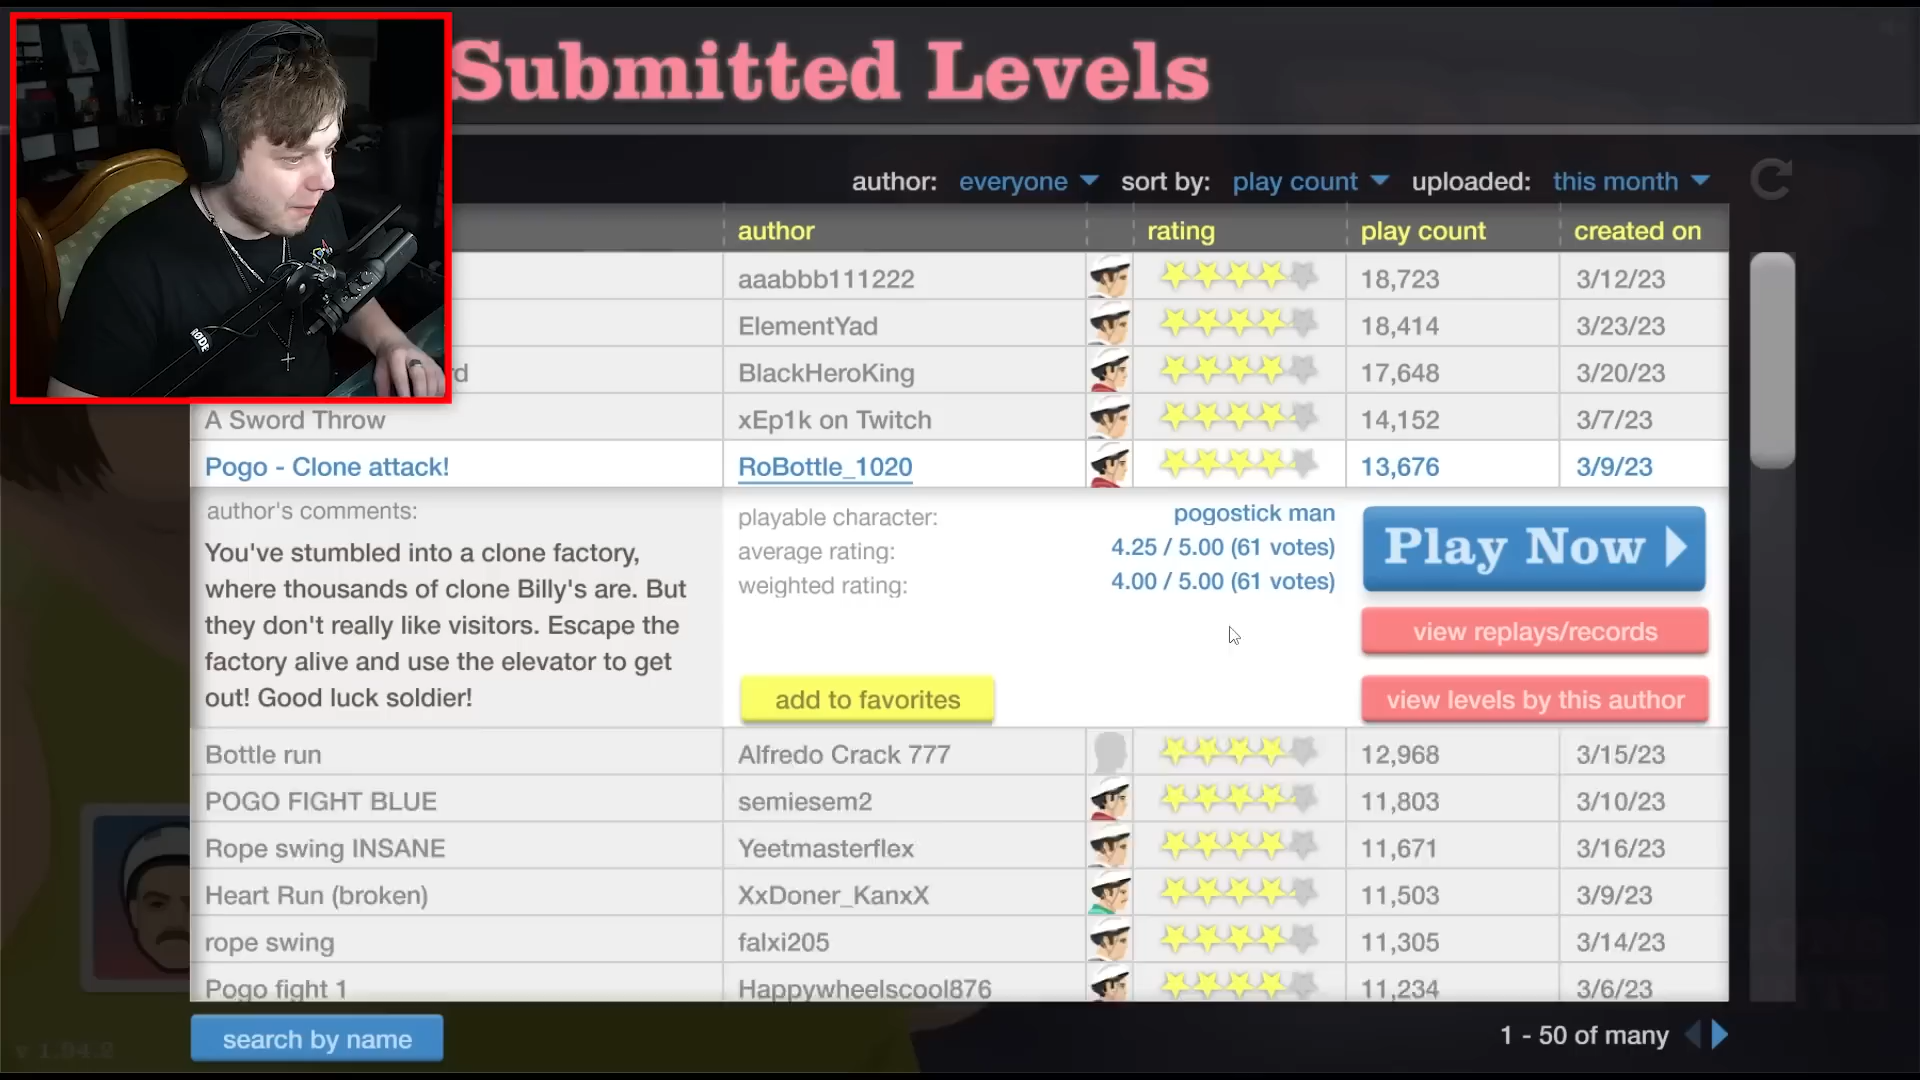 Submitted Levels
author: everyone sort by: play count uploaded: this month
author rating play count created on
aaabbb111222 18,723 3/12/23
ElementYad 18,414 3/23/23
rd BlackHeroKing 17,648 3/20/23
A Sword Throw xEp1k on Twitch 14,152 3/7/23
Pogo - Clone attack! RoBottle_1020 13,676 3/9/23
author's comments:
You've stumbled into a clone factory,
where thousands of clone Billy's are. But
they don't really like visitors. Escape the
factory alive and use the elevator to get
out! Good luck soldier!
playable character: pogostick man
average rating: 4.25 / 5.00 (61 votes)
weighted rating: 4.00 / 5.00 (61 votes)
add to favorites
Play Now
view replays/records
view levels by this author
Bottle run Alfredo Crack 777 12,968 3/15/23
POGO FIGHT BLUE semiesem2 11,803 3/10/23
Rope swing INSANE Yeetmasterflex 11,671 3/16/23
Heart Run (broken) XxDoner_KanxX 11,503 3/9/23
rope swing falxi205 11,305 3/14/23
Pogo fight 1 Happywheelscool876 11,234 3/6/23
search by name
1 - 50 of many
v 1.94.2
RØDE